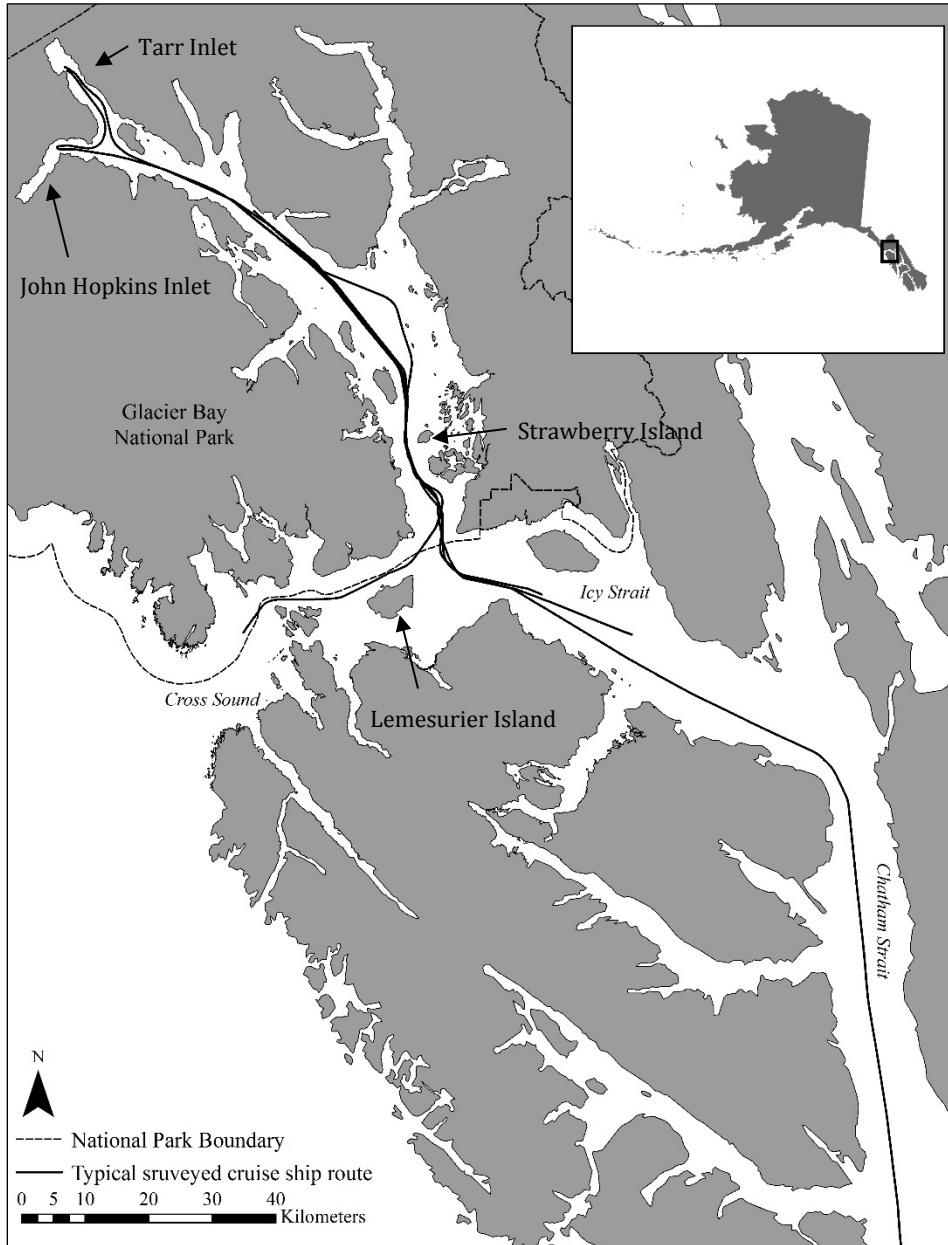 Tarr Inlet
John Hopkins Inlet
Glacier Bay
National Park
Strawberry Island
Icy Strait
Cross Sound
Lemesurier Island
Chatham Strait
N
National Park Boundary
Typical sruveyed cruise ship route
0 5 10 20 30 40
Kilometers